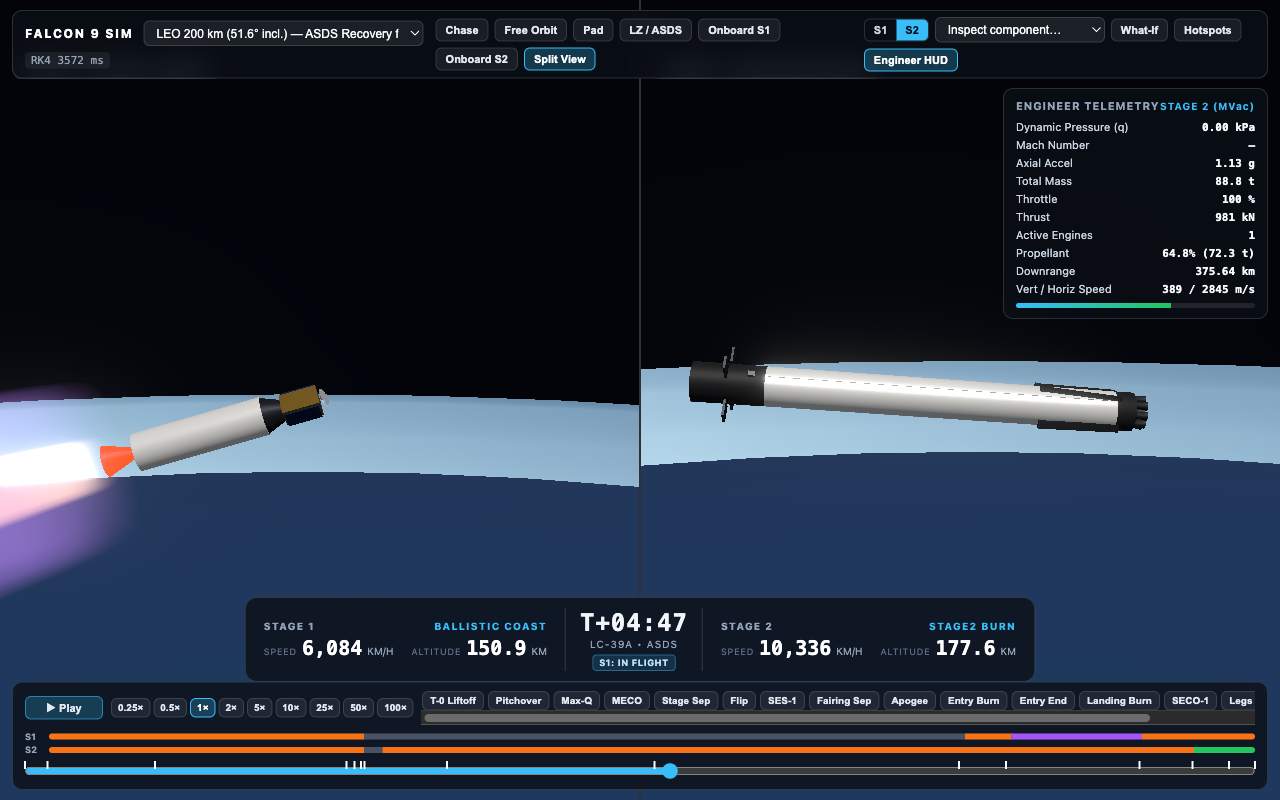 FALCON 9 SIM
LEO 200 km (51.6° incl.) — ASDS Recovery f
RK4 3572 ms
Chase
Free Orbit
Pad
LZ / ASDS
Onboard S1
Onboard S2
Split View
S1
S2
Inspect component…
What-If
Hotspots
Engineer HUD
ENGINEER TELEMETRY STAGE 2 (MVac)
Dynamic Pressure (q) 0.00 kPa
Mach Number —
Axial Accel 1.13 g
Total Mass 88.8 t
Throttle 100 %
Thrust 981 kN
Active Engines 1
Propellant 64.8% (72.3 t)
Downrange 375.64 km
Vert / Horiz Speed 389 / 2845 m/s
STAGE 1 BALLISTIC COAST
SPEED 6,084 KM/H ALTITUDE 150.9 KM
T+04:47
LC-39A • ASDS
S1: IN FLIGHT
STAGE 2 STAGE2 BURN
SPEED 10,336 KM/H ALTITUDE 177.6 KM
Play
0.25×
0.5×
1×
2×
5×
10×
25×
50×
100×
T-0 Liftoff
Pitchover
Max-Q
MECO
Stage Sep
Flip
SES-1
Fairing Sep
Apogee
Entry Burn
Entry End
Landing Burn
SECO-1
Legs
S1
S2